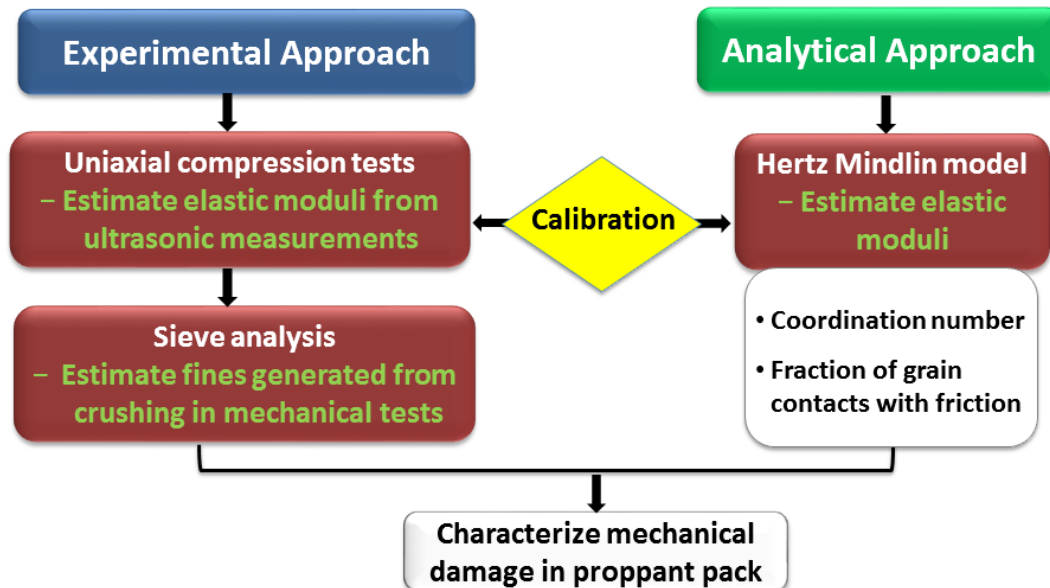 Experimental Approach
Analytical Approach
Uniaxial compression tests
− Estimate elastic moduli from
ultrasonic measurements
Calibration
Hertz Mindlin model
− Estimate elastic
moduli
Sieve analysis
− Estimate fines generated from
crushing in mechanical tests
• Coordination number
• Fraction of grain
contacts with friction
Characterize mechanical
damage in proppant pack